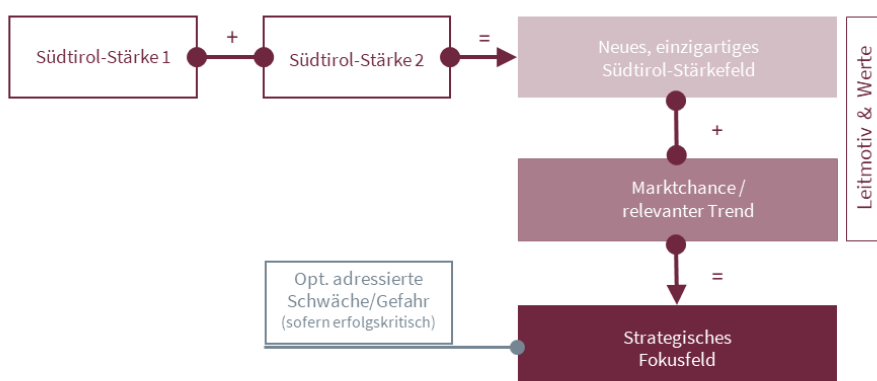 Südtirol-Stärke 1
+
Südtirol-Stärke 2
=
Neues, einzigartiges
Südtirol-Stärkefeld
+
Marktchance /
relevanter Trend
Leitmotiv & Werte
=
Opt. adressierte
Schwäche/Gefahr
(sofern erfolgskritisch)
Strategisches
Fokusfeld